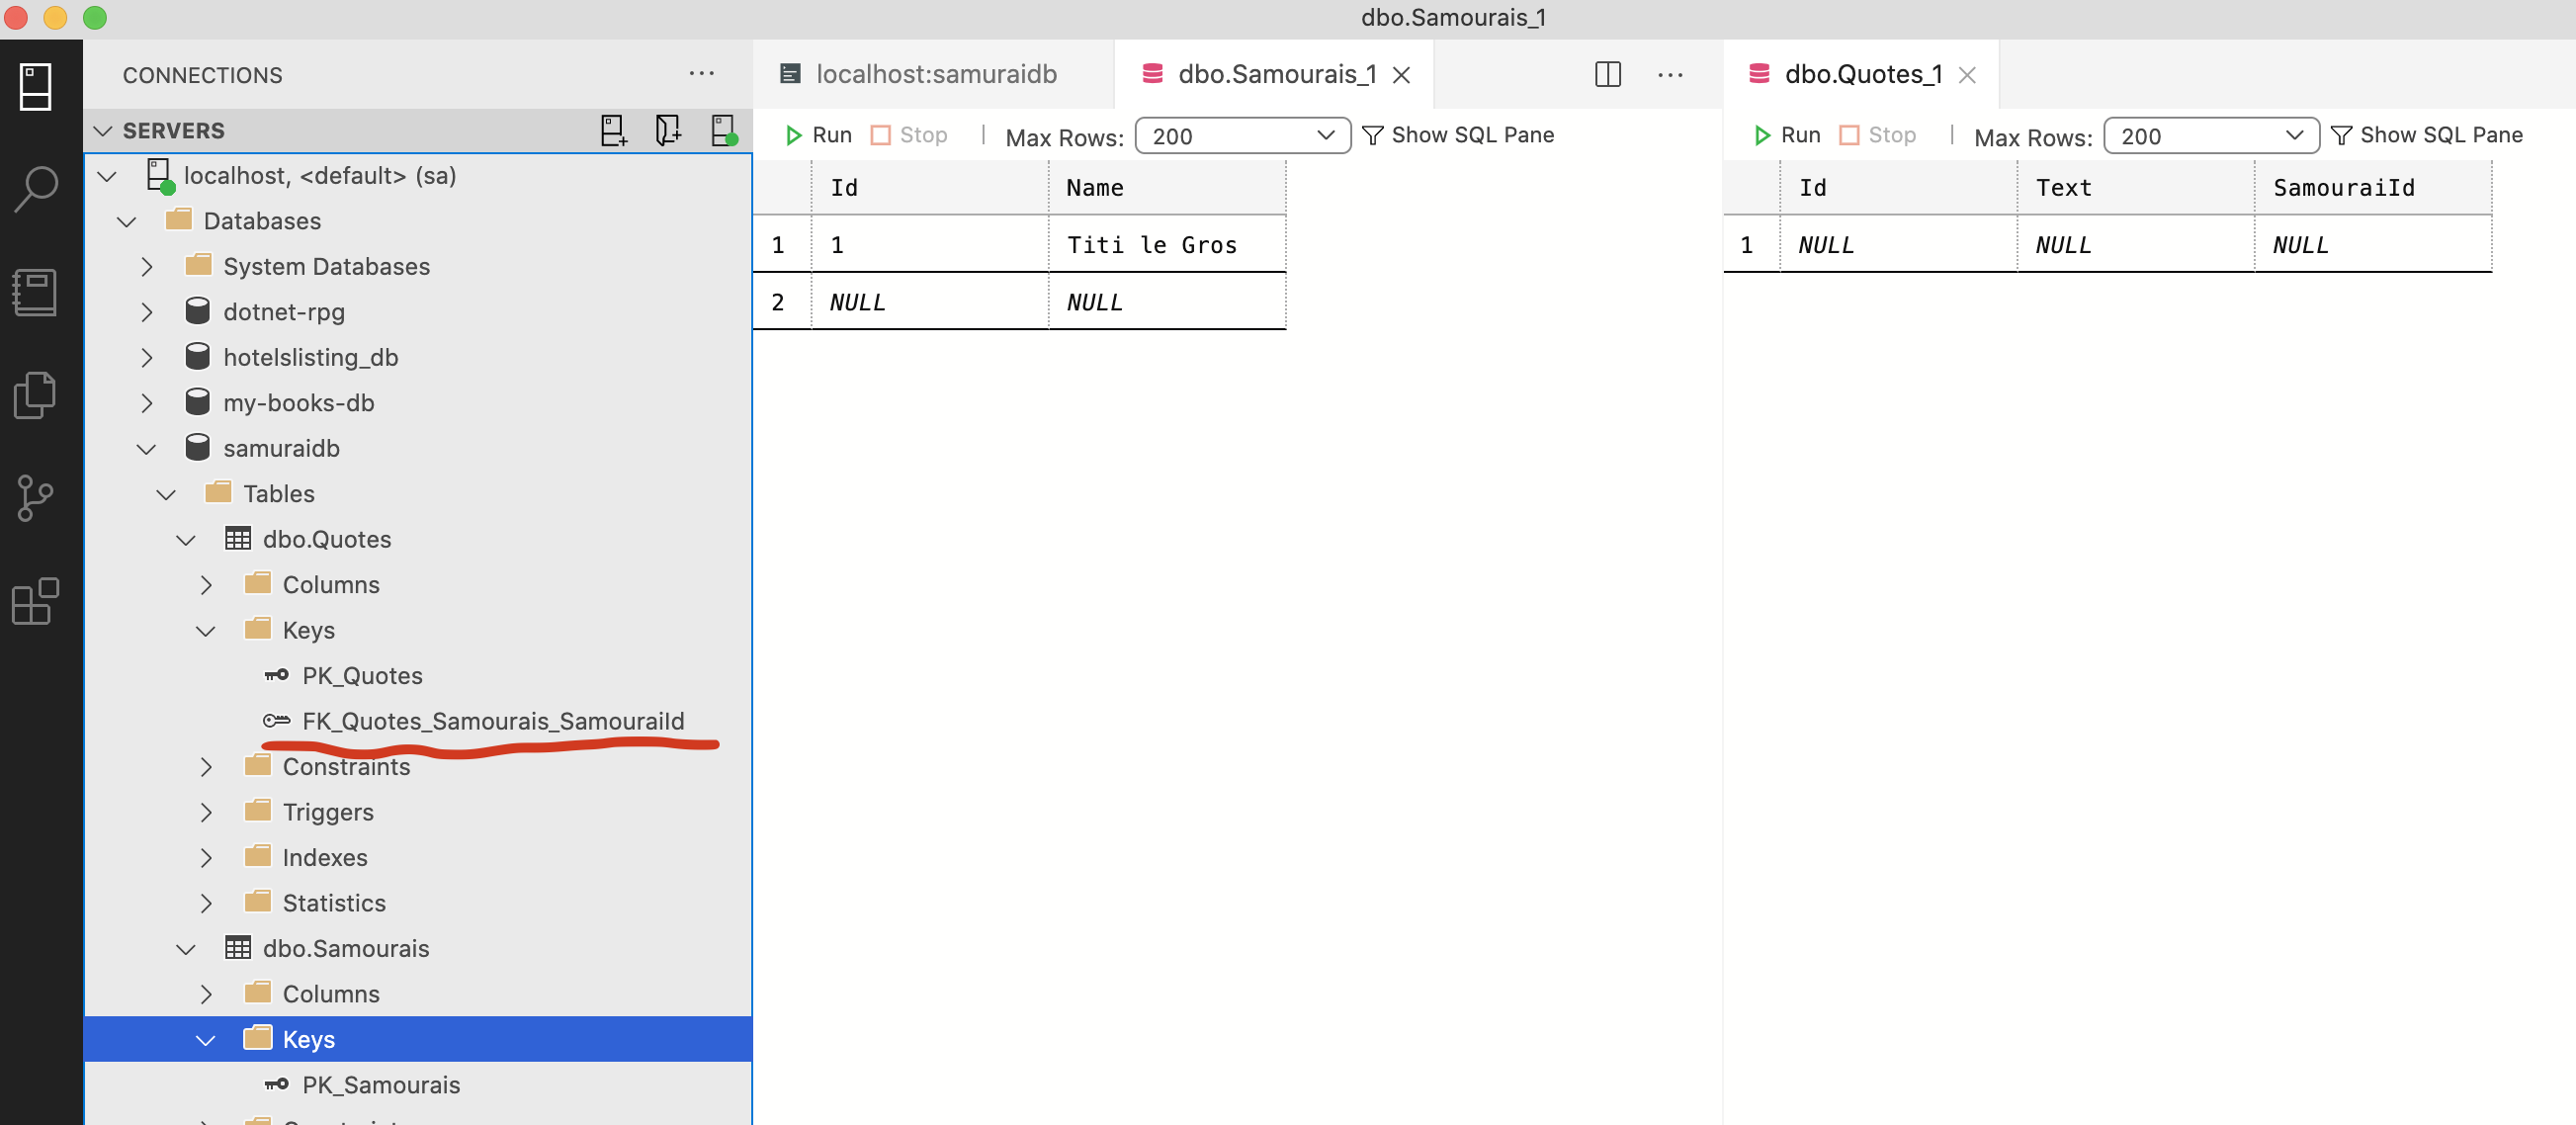 dbo.Samourais_1
CONNECTIONS
SERVERS
localhost, <default> (sa)
Databases
System Databases
dotnet-rpg
hotelslisting_db
my-books-db
samuraidb
Tables
dbo.Quotes
Columns
Keys
PK_Quotes
FK_Quotes_Samourais_SamouraiId
Constraints
Triggers
Indexes
Statistics
dbo.Samourais
Columns
Keys
PK_Samourais
localhost:samuraidb
dbo.Samourais_1
Run Stop | Max Rows: 200 Show SQL Pane
Id Name
1 1 Titi le Gros
2 NULL NULL
dbo.Quotes_1
Run Stop | Max Rows: 200 Show SQL Pane
Id Text SamouraiId
1 NULL NULL NULL